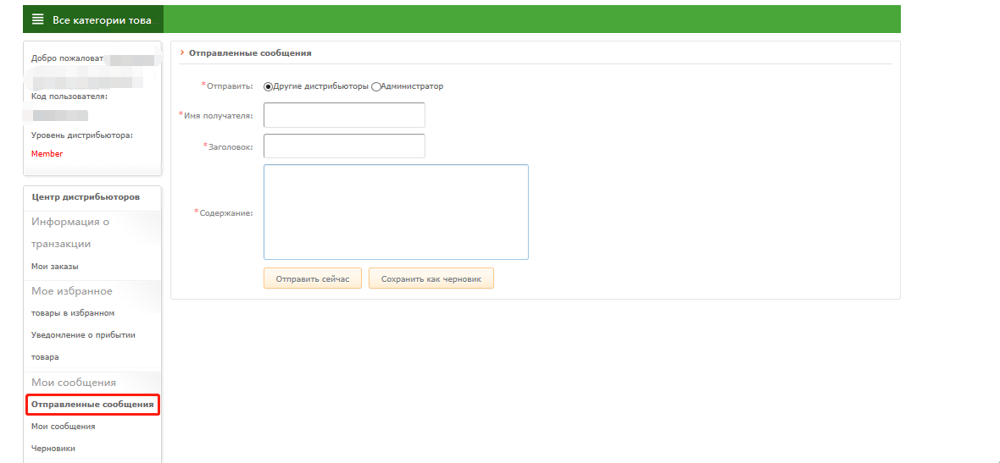 Все категории това
Добро пожаловат
Код пользователя:
Уровень дистрибьютора:
Member
Центр дистрибьюторов
Информация о
транзакции
Мои заказы
Мое избранное
товары в избранном
Уведомление о прибытии
товара
Мои сообщения
Отправленные сообщения
Мои сообщения
Черновики
Отправленные сообщения
*Отправить: Другие дистрибьюторы Администратор
*Имя получателя:
*Заголовок:
*Содержание:
Отправить сейчас Сохранить как черновик